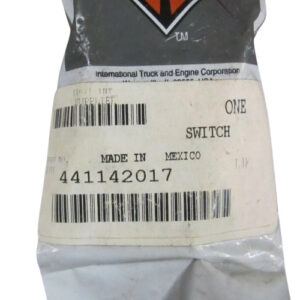 TM
International Truck and Engine Corporation
ONE
SWITCH
MADE IN MEXICO
441142017